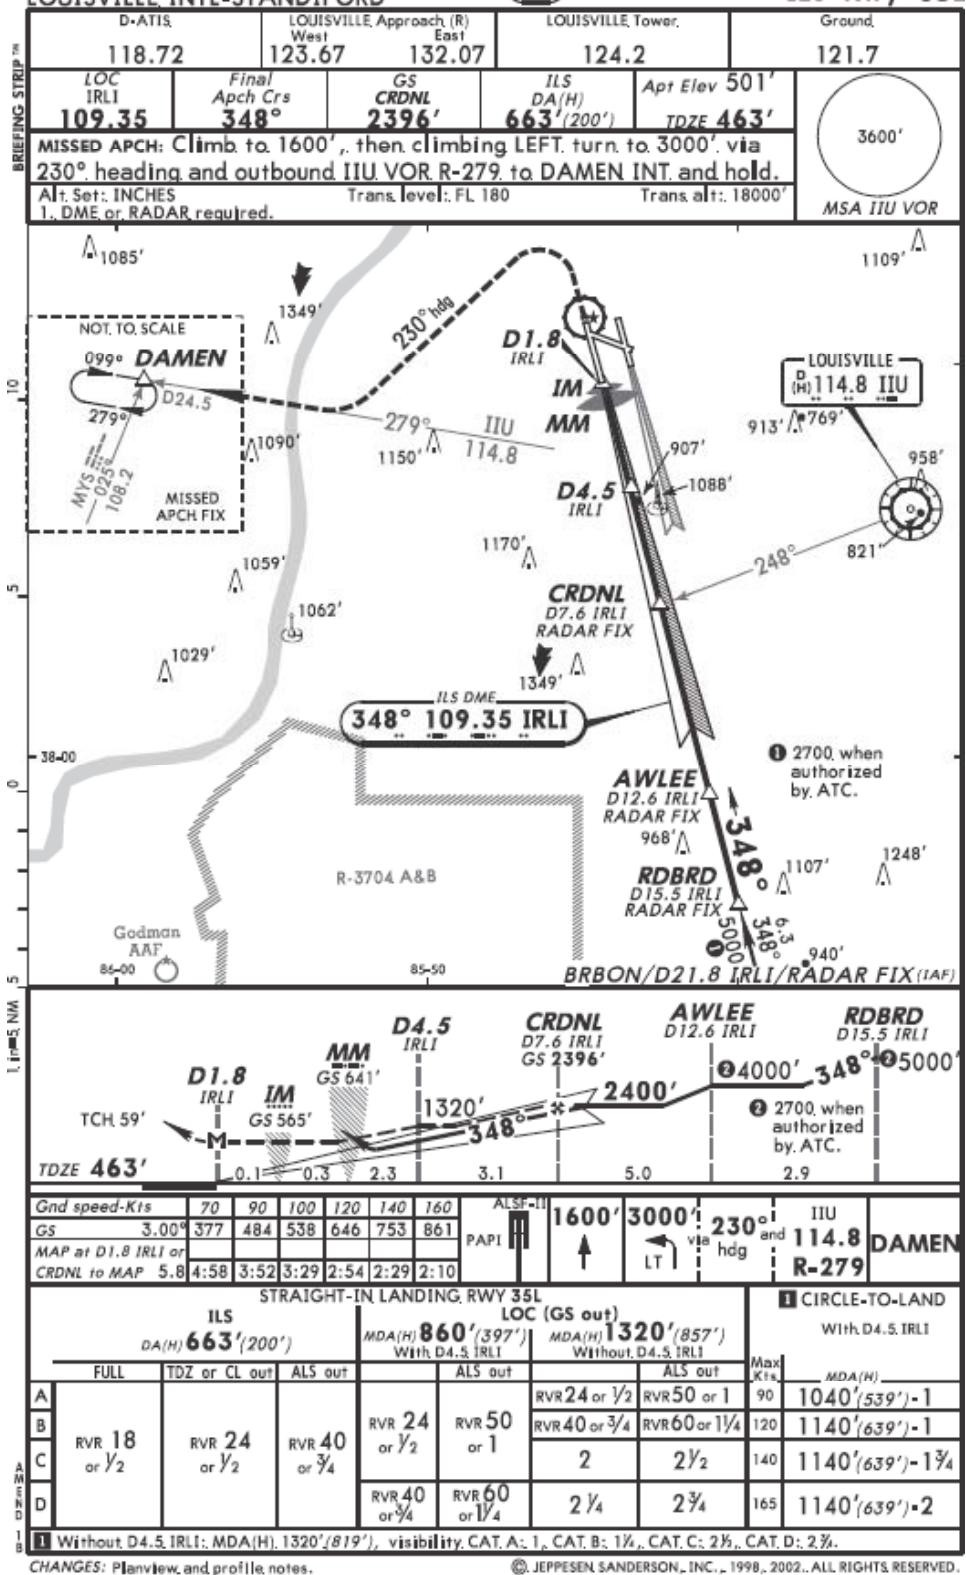 LOUISVILLE INTL-STANDIFORD
D-ATIS
118.72
LOUISVILLE Approach (R)
West East
123.67 132.07
LOUISVILLE Tower
124.2
Ground
121.7
BRIEFING STRIP™
LOC
IRLI
109.35
Final
Apch Crs
348°
GS
CRDNL
2396'
ILS
DA(H)
663'(200')
Apt Elev 501'
TDZE 463'
3600'
MSA IIU VOR
MISSED APCH: Climb to 1600', then climbing LEFT turn to 3000' via
230° heading and outbound IIU VOR R-279 to DAMEN INT and hold.
Alt Set: INCHES Trans level: FL 180 Trans alt: 18000'
1. DME or RADAR required.
1085'
1109'
1349'
230° hdg
NOT TO SCALE
099° DAMEN
D24.5
279°
MYS
025°
108.2
MISSED
APCH FIX
D1.8
IRLI
IM
MM
LOUISVILLE
D
(H) 114.8 IIU
279° IIU
114.8
1090'
1150'
907'
1088'
913'
769'
958'
821'
D4.5
IRLI
1170'
248°
1059'
1062'
1029'
CRDNL
D7.6 IRLI
RADAR FIX
1349'
ILS DME
348° 109.35 IRLI
38-00
1 2700 when
authorized
by ATC.
AWLEE
D12.6 IRLI
RADAR FIX
968'
348°
1107'
1248'
RDBRD
D15.5 IRLI
RADAR FIX
R-3704 A&B
Godman
AAF
86-00
85-50
5000
1
348°
6.3
940'
BRBON/D21.8 IRLI/RADAR FIX (IAF)
10
5
0
5
1 in=5 NM
D1.8
IRLI
IM
GS 565'
MM
GS 641'
D4.5
IRLI
CRDNL
D7.6 IRLI
GS 2396'
AWLEE
D12.6 IRLI
RDBRD
D15.5 IRLI
TCH 59'
M
1320'
348°
2400'
2 4000'
348°
2 5000'
2 2700 when
authorized
by ATC.
TDZE 463'
0.1 0.3 2.3 3.1 5.0 2.9
Gnd speed-Kts 70 90 100 120 140 160
GS 3.00° 377 484 538 646 753 861
MAP at D1.8 IRLI or
CRDNL to MAP 5.8 4:58 3:52 3:29 2:54 2:29 2:10
ALSF-II
PAPI
1600'
3000'
LT
via 230° hdg and
IIU
114.8
R-279
DAMEN
STRAIGHT-IN LANDING RWY 35L
1 CIRCLE-TO-LAND
ILS
DA(H) 663'(200')
LOC (GS out)
MDA(H) 860'(397')
With D4.5 IRLI
MDA(H) 1320'(857')
Without D4.5 IRLI
With D4.5 IRLI
FULL TDZ or CL out ALS out ALS out ALS out Max Kts MDA(H)
A RVR 24 or ½ RVR 50 or 1 90 1040'(539')-1
B RVR 40 or ¾ RVR 60 or 1¼ 120 1140'(639')-1
RVR 18 or ½ RVR 24 or ½ RVR 40 or ¾ RVR 24 or ½ RVR 50 or 1
C 2 2½ 140 1140'(639')-1¾
D RVR 40 or ¾ RVR 60 or 1¼ 2¼ 2¾ 165 1140'(639')-2
1 Without D4.5 IRLI: MDA(H) 1320'(819'), visibility CAT A: 1, CAT B: 1¼, CAT C: 2½, CAT D: 2¾.
AMEND 1B
CHANGES: Planview and profile notes.
© JEPPESEN SANDERSON, INC., 1998, 2002. ALL RIGHTS RESERVED.